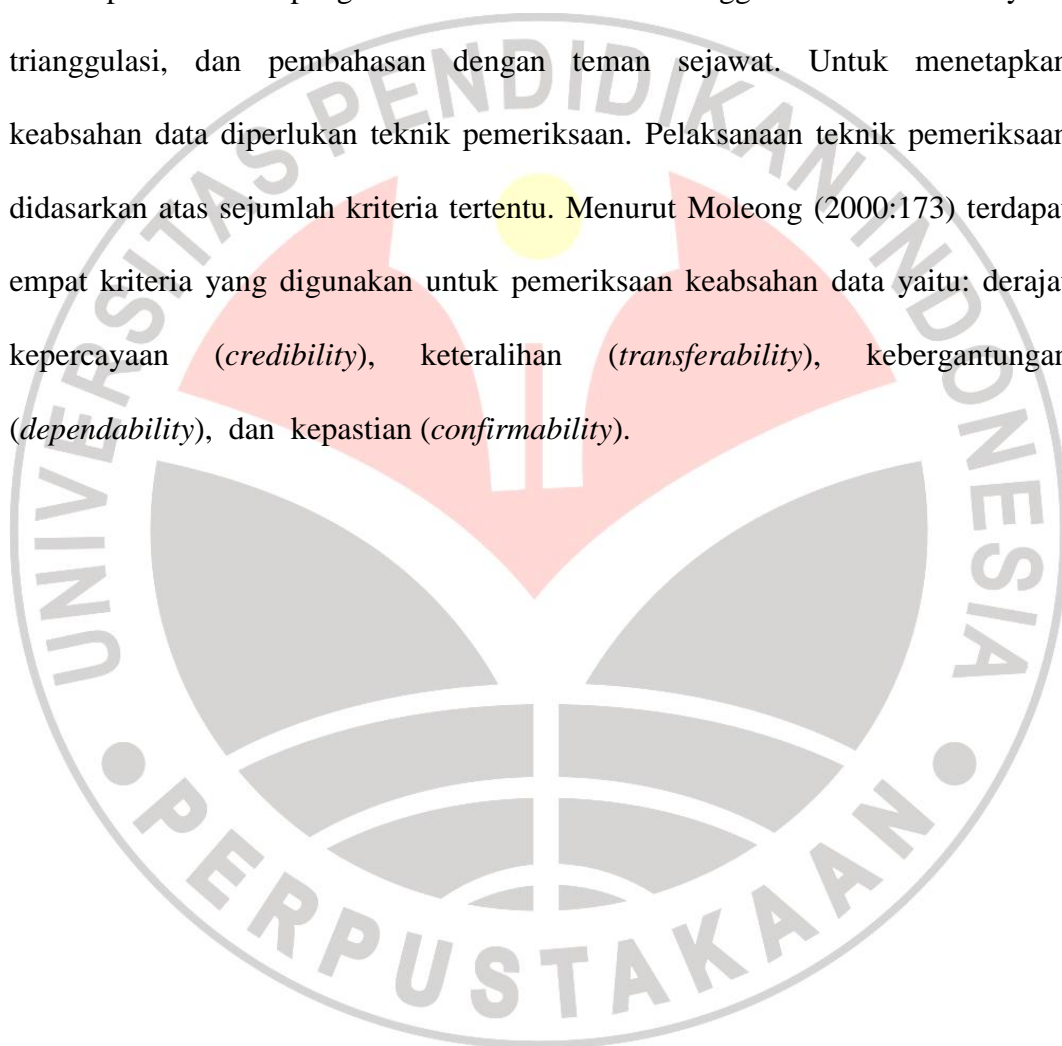 trianggulasi, dan pembahasan dengan teman sejawat. Untuk menetapkan
keabsahan data diperlukan teknik pemeriksaan. Pelaksanaan teknik pemeriksaan
didasarkan atas sejumlah kriteria tertentu. Menurut Moleong (2000:173) terdapat
empat kriteria yang digunakan untuk pemeriksaan keabsahan data yaitu: derajat
kepercayaan (credibility), keteralihan (transferability), kebergantungan
(dependability), dan kepastian (confirmability).
UNIVERSITAS PENDIDIKAN INDONESIA
PERPUSTAKAAN